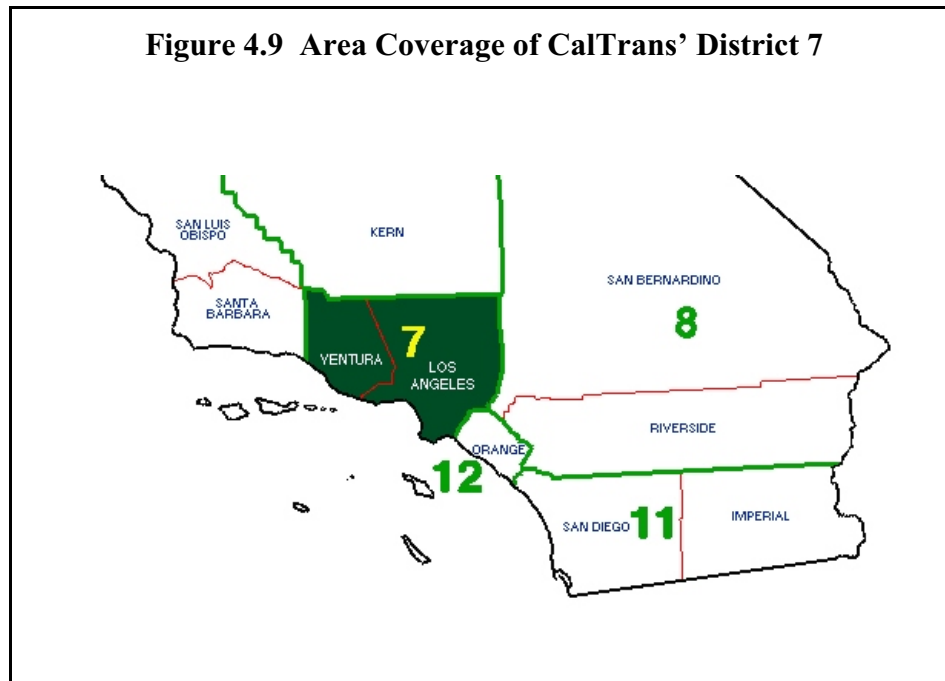 Figure 4.9 Area Coverage of CalTrans’ District 7
SAN LUIS
OBISPO
KERN
SAN BERNARDINO
8
SANTA
BARBARA
7
VENTURA
LOS
ANGELES
RIVERSIDE
ORANGE
12
SAN DIEGO
11
IMPERIAL